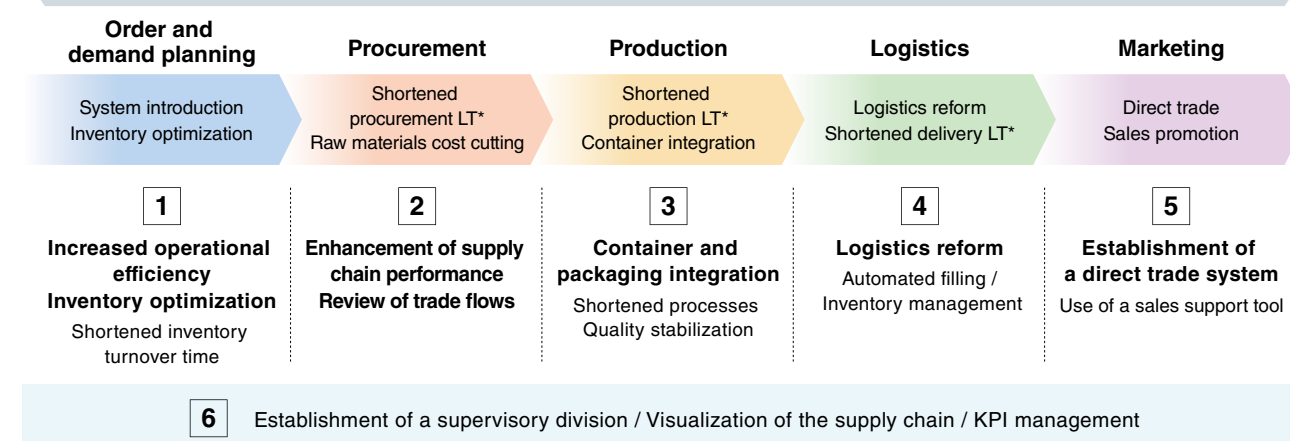 Order and
demand planning
Procurement
Production
Logistics
Marketing
System introduction
Inventory optimization
Shortened
procurement LT*
Raw materials cost cutting
Shortened
production LT*
Container integration
Logistics reform
Shortened delivery LT*
Direct trade
Sales promotion
1
Increased operational
efficiency
Inventory optimization
Shortened inventory
turnover time
2
Enhancement of supply
chain performance
Review of trade flows
3
Container and
packaging integration
Shortened processes
Quality stabilization
4
Logistics reform
Automated filling /
Inventory management
5
Establishment of
a direct trade system
Use of a sales support tool
6 Establishment of a supervisory division / Visualization of the supply chain / KPI management